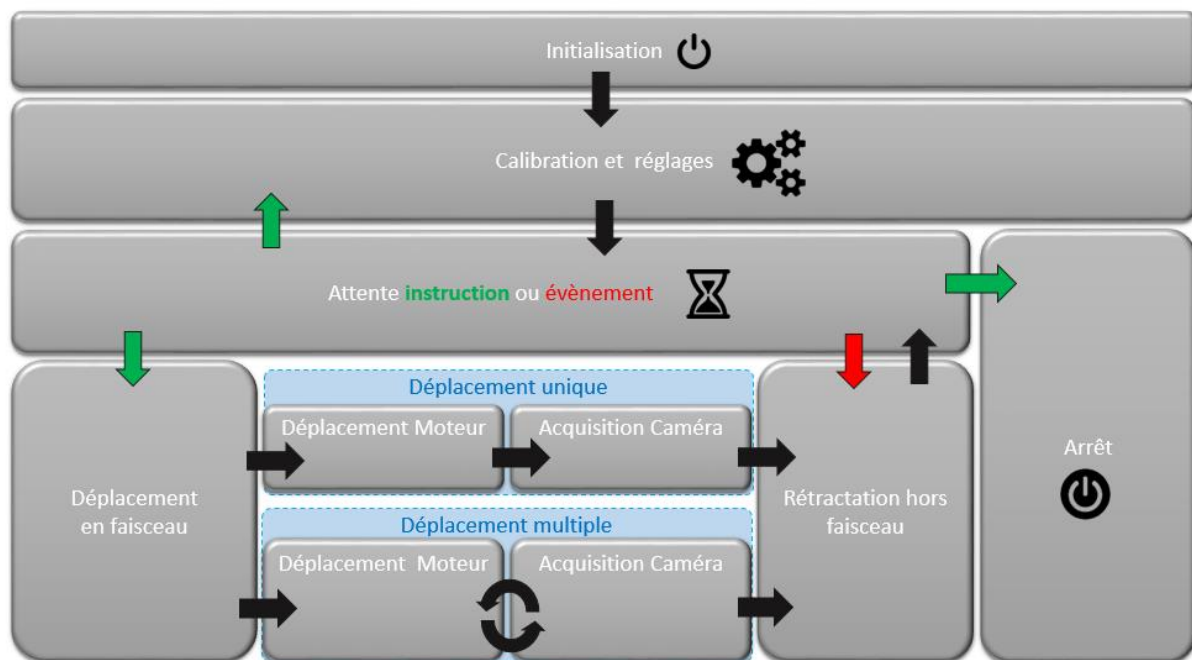 Initialisation
Calibration et réglages
Attente instruction ou évènement
Déplacement unique
Déplacement Moteur
Acquisition Caméra
Déplacement
en faisceau
Déplacement multiple
Déplacement Moteur
Acquisition Caméra
Rétractation hors
faisceau
Arrêt